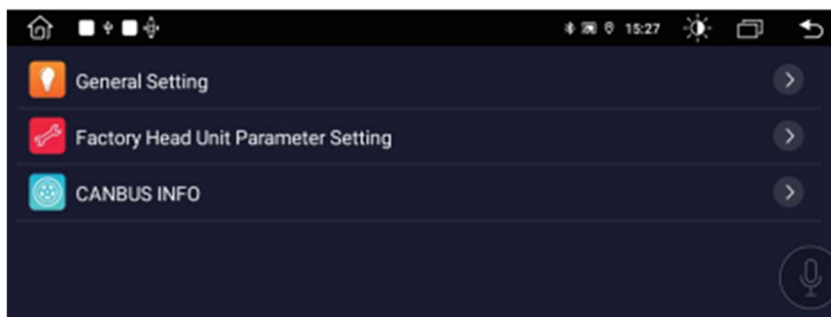 15:27
General Setting
Factory Head Unit Parameter Setting
CANBUS INFO